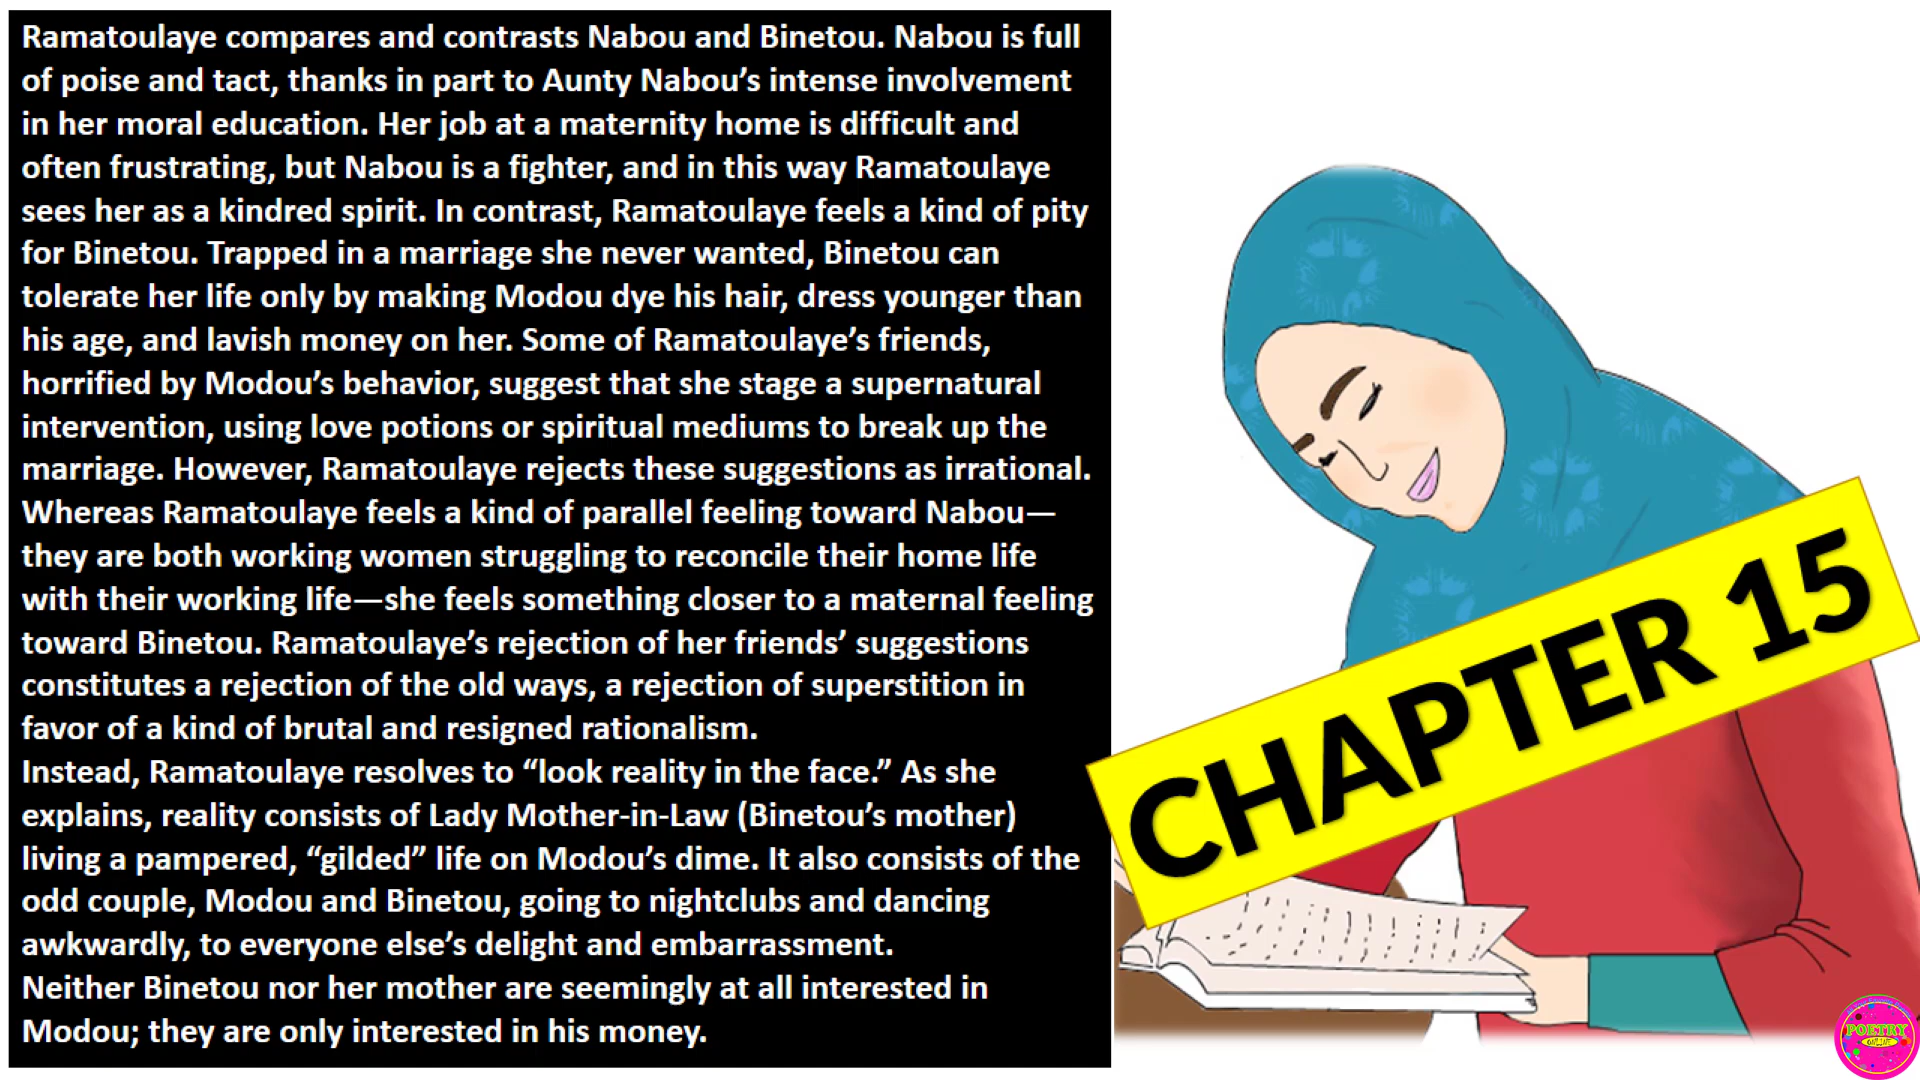 Ramatoulaye compares and contrasts Nabou and Binetou. Nabou is full
of poise and tact, thanks in part to Aunty Nabou’s intense involvement
in her moral education. Her job at a maternity home is difficult and
often frustrating, but Nabou is a fighter, and in this way Ramatoulaye
sees her as a kindred spirit. In contrast, Ramatoulaye feels a kind of pity
for Binetou. Trapped in a marriage she never wanted, Binetou can
tolerate her life only by making Modou dye his hair, dress younger than
his age, and lavish money on her. Some of Ramatoulaye’s friends,
horrified by Modou’s behavior, suggest that she stage a supernatural
intervention, using love potions or spiritual mediums to break up the
marriage. However, Ramatoulaye rejects these suggestions as irrational.
Whereas Ramatoulaye feels a kind of parallel feeling toward Nabou—
they are both working women struggling to reconcile their home life
with their working life—she feels something closer to a maternal feeling
toward Binetou. Ramatoulaye’s rejection of her friends’ suggestions
constitutes a rejection of the old ways, a rejection of superstition in
favor of a kind of brutal and resigned rationalism.
Instead, Ramatoulaye resolves to “look reality in the face.” As she
explains, reality consists of Lady Mother-in-Law (Binetou’s mother)
living a pampered, “gilded” life on Modou’s dime. It also consists of the
odd couple, Modou and Binetou, going to nightclubs and dancing
awkwardly, to everyone else’s delight and embarrassment.
Neither Binetou nor her mother are seemingly at all interested in
Modou; they are only interested in his money.
CHAPTER 15
POETRY
ONLINE